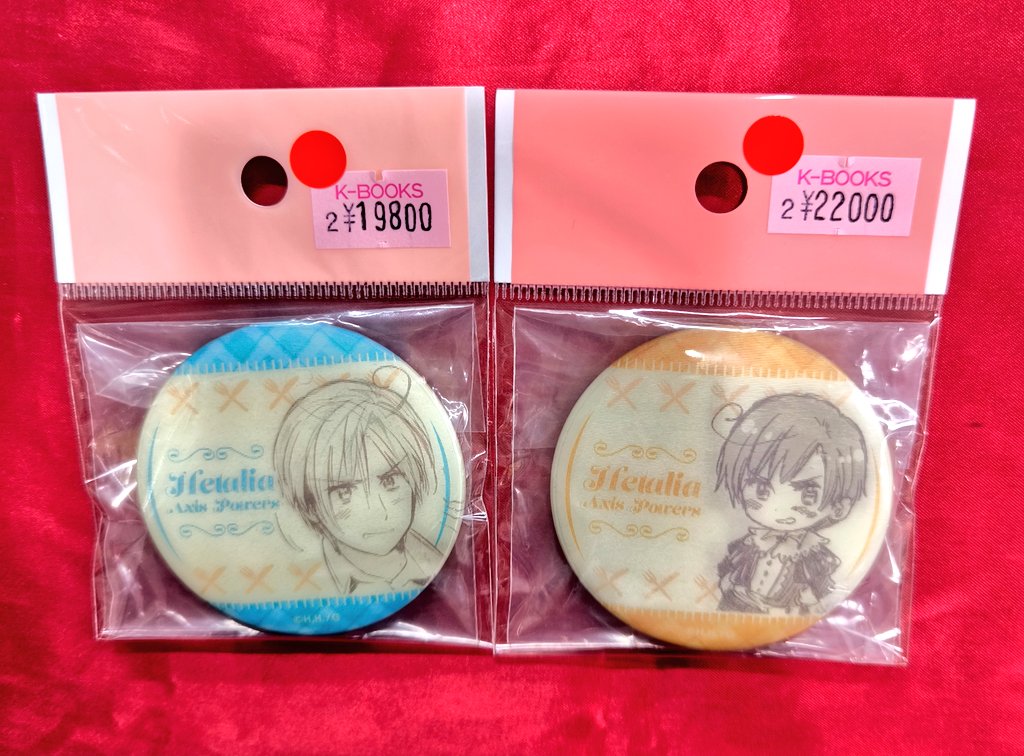 K-BOOKS
2 ¥19800
K-BOOKS
2 ¥22000
Hetalia
Axis Powers
©H.H./G
Hetalia
Axis Powers